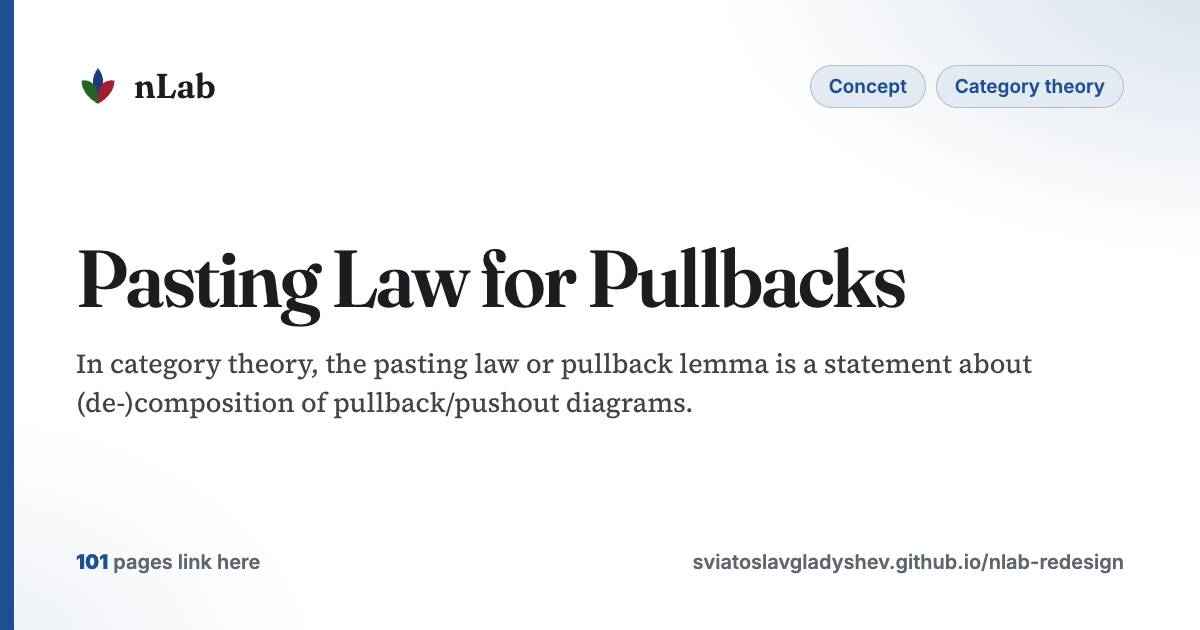 nLab
Concept
Category theory
Pasting Law for Pullbacks
In category theory, the pasting law or pullback lemma is a statement about
(de-)composition of pullback/pushout diagrams.
101 pages link here
sviatoslavgladyshev.github.io/nlab-redesign